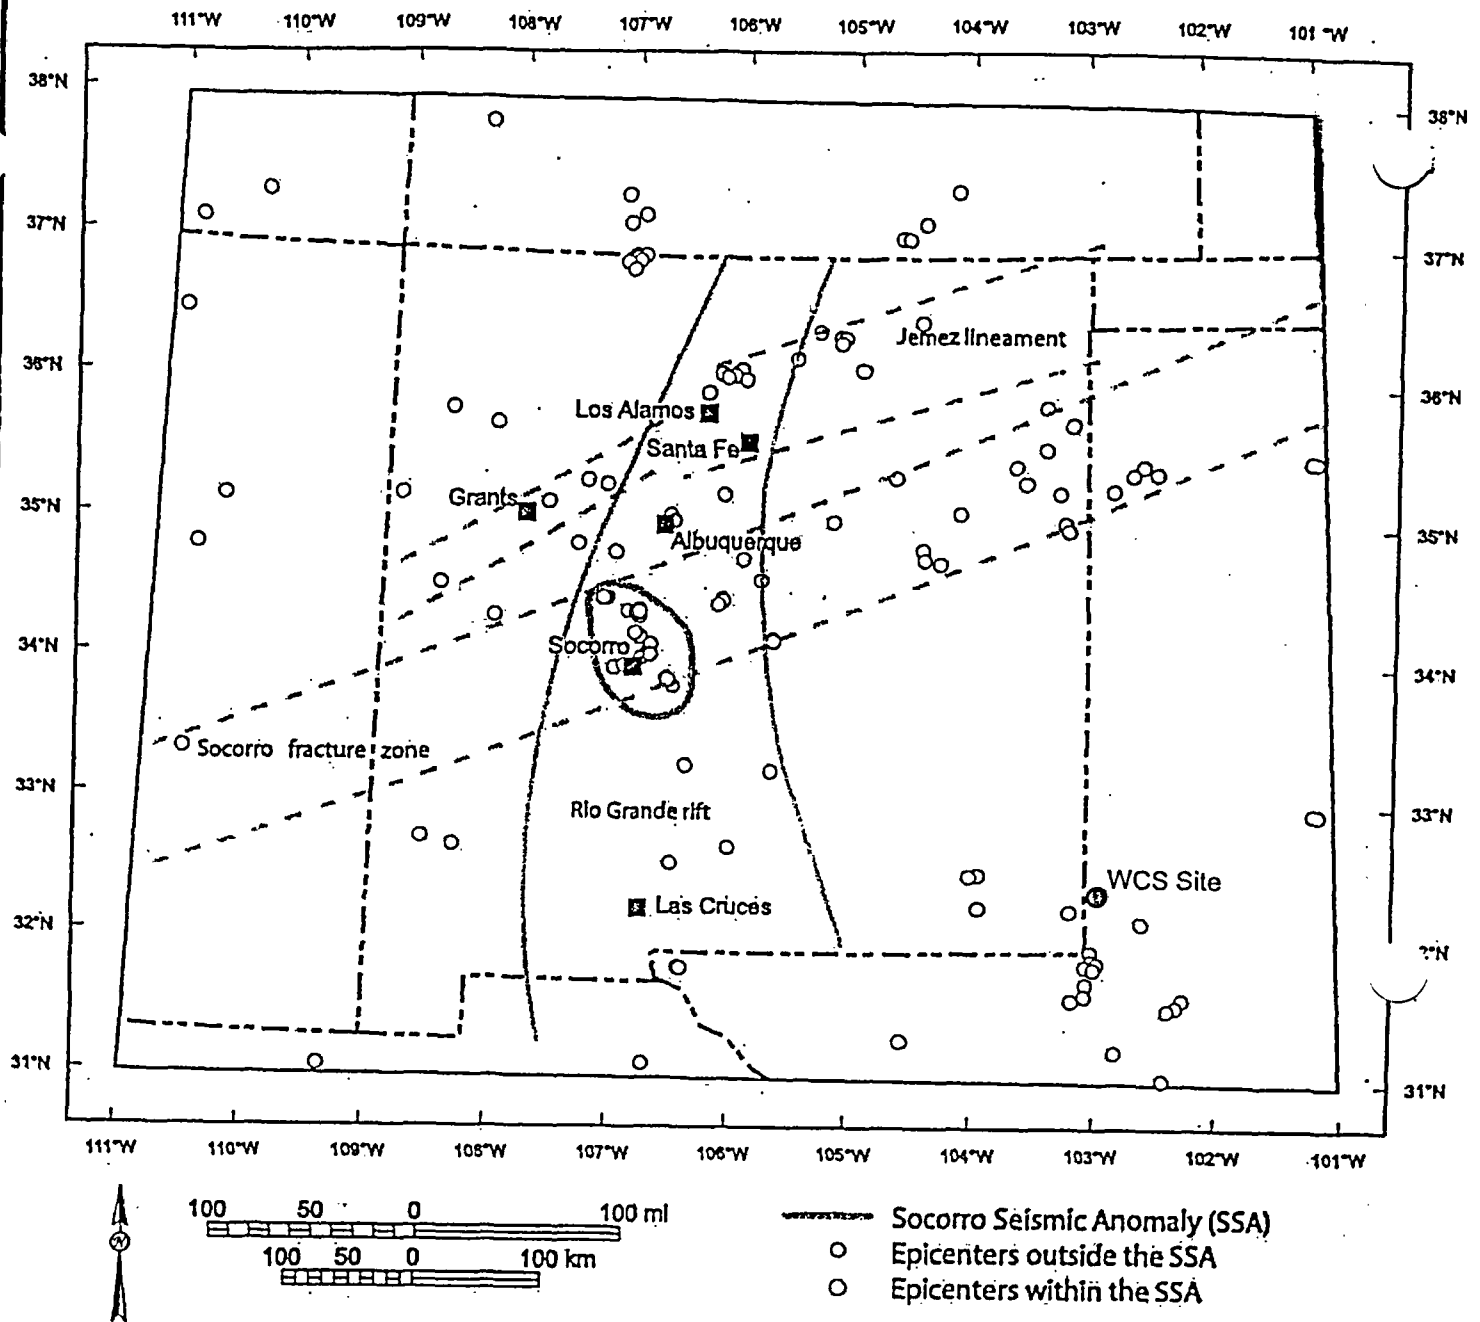 111°W 110°W 109°W 108°W 107°W 106°W 105°W 104°W 103°W 102°W 101°W
38°N
38°N
37°N
37°N
36°N
Jemez lineament
36°N
Los Alamos
Santa Fe
Grants
35°N
Albuquerque
35°N
34°N
Socorro
34°N
Socorro fracture zone
33°N
Rio Grande rift
33°N
WCS Site
32°N
Las Cruces
°N
31°N
31°N
111°W 110°W 109°W 108°W 107°W 106°W 105°W 104°W 103°W 102°W 101°W
N
100 50 0 100 mi
100 50 0 100 km
Socorro Seismic Anomaly (SSA)
Epicenters outside the SSA
Epicenters within the SSA